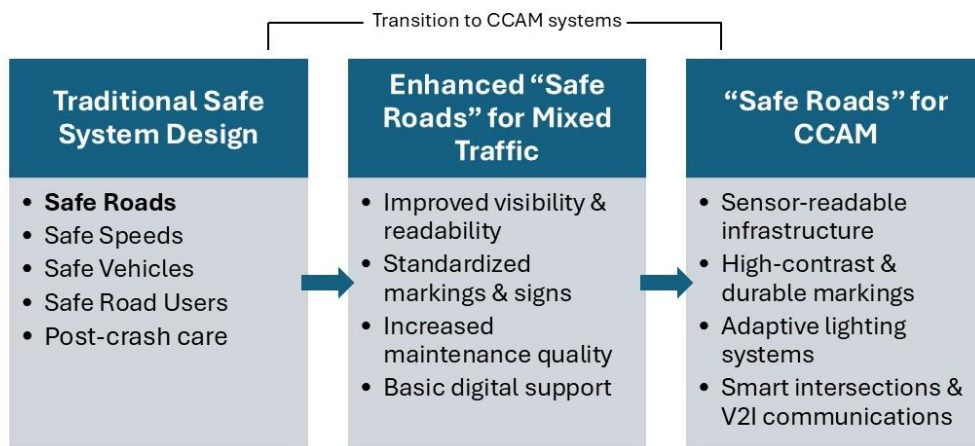 Transition to CCAM systems
Traditional Safe
System Design
• Safe Roads
• Safe Speeds
• Safe Vehicles
• Safe Road Users
• Post-crash care
Enhanced “Safe
Roads” for Mixed
Traffic
• Improved visibility &
readability
• Standardized
markings & signs
• Increased
maintenance quality
• Basic digital support
“Safe Roads” for
CCAM
• Sensor-readable
infrastructure
• High-contrast &
durable markings
• Adaptive lighting
systems
• Smart intersections &
V2I communications